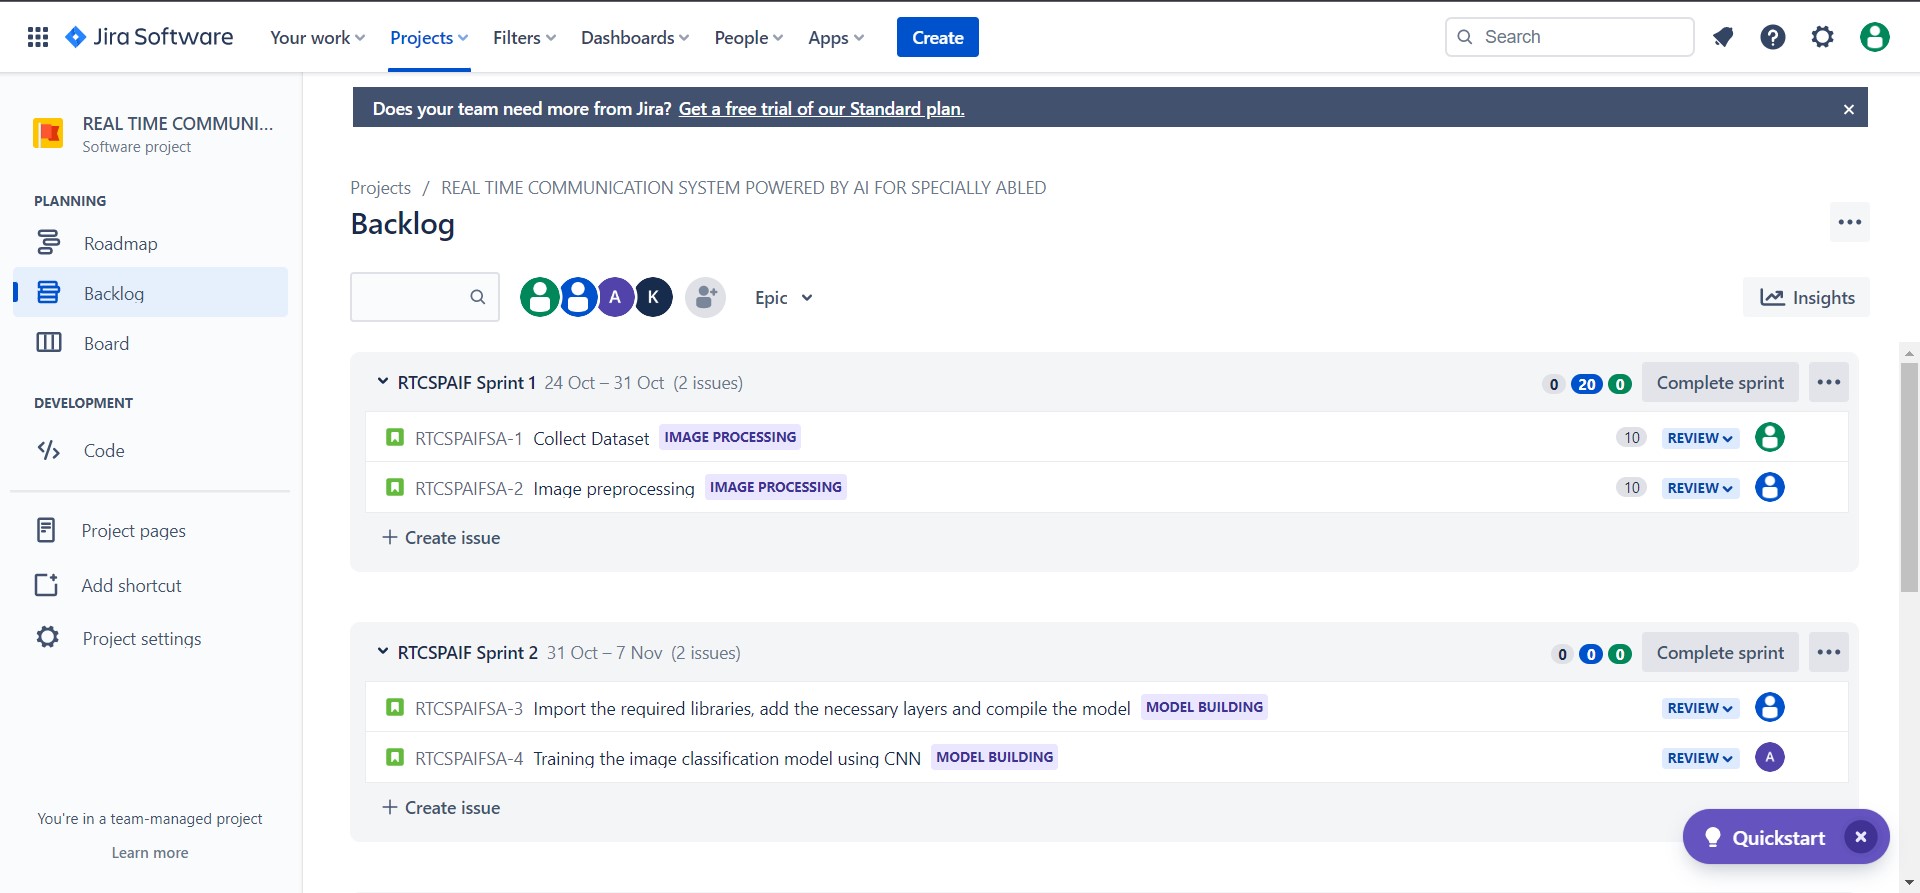 Jira Software Your work Projects Filters Dashboards People Apps Create Search
Does your team need more from Jira? Get a free trial of our Standard plan.
REAL TIME COMMUNI...
Software project
PLANNING
Roadmap
Backlog
Board
DEVELOPMENT
Code
Project pages
Add shortcut
Project settings
You're in a team-managed project
Learn more
Projects / REAL TIME COMMUNICATION SYSTEM POWERED BY AI FOR SPECIALLY ABLED
Backlog
A K Epic Insights
RTCSPAIF Sprint 1 24 Oct – 31 Oct (2 issues) 0 20 0 Complete sprint
RTCSPAIFSA-1 Collect Dataset IMAGE PROCESSING 10 REVIEW
RTCSPAIFSA-2 Image preprocessing IMAGE PROCESSING 10 REVIEW
+ Create issue
RTCSPAIF Sprint 2 31 Oct – 7 Nov (2 issues) 0 0 0 Complete sprint
RTCSPAIFSA-3 Import the required libraries, add the necessary layers and compile the model MODEL BUILDING REVIEW
RTCSPAIFSA-4 Training the image classification model using CNN MODEL BUILDING REVIEW A
+ Create issue
Quickstart